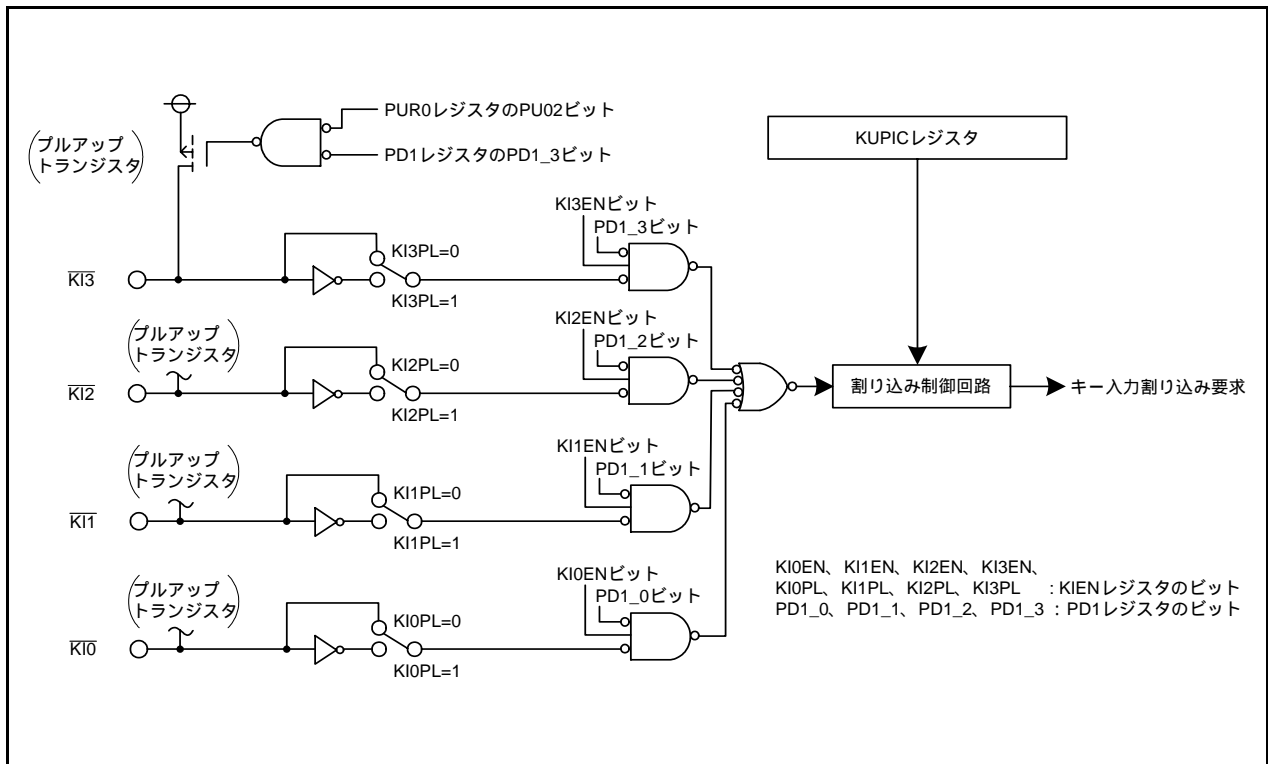 PUR0レジスタのPU02ビット
PD1レジスタのPD1_3ビット
(プルアップ
トランジスタ)
KUPICレジスタ
KI3ENビット
PD1_3ビット
KI3PL=0
KI3
KI3PL=1
(プルアップ
トランジスタ)
KI2ENビット
PD1_2ビット
KI2PL=0
KI2
KI2PL=1
割り込み制御回路
キー入力割り込み要求
(プルアップ
トランジスタ)
KI1ENビット
PD1_1ビット
KI1PL=0
KI1
KI1PL=1
(プルアップ
トランジスタ)
KI0ENビット
PD1_0ビット
KI0PL=0
KI0
KI0PL=1
KI0EN、KI1EN、KI2EN、KI3EN、
KI0PL、KI1PL、KI2PL、KI3PL :KIENレジスタのビット
PD1_0、PD1_1、PD1_2、PD1_3 :PD1レジスタのビット